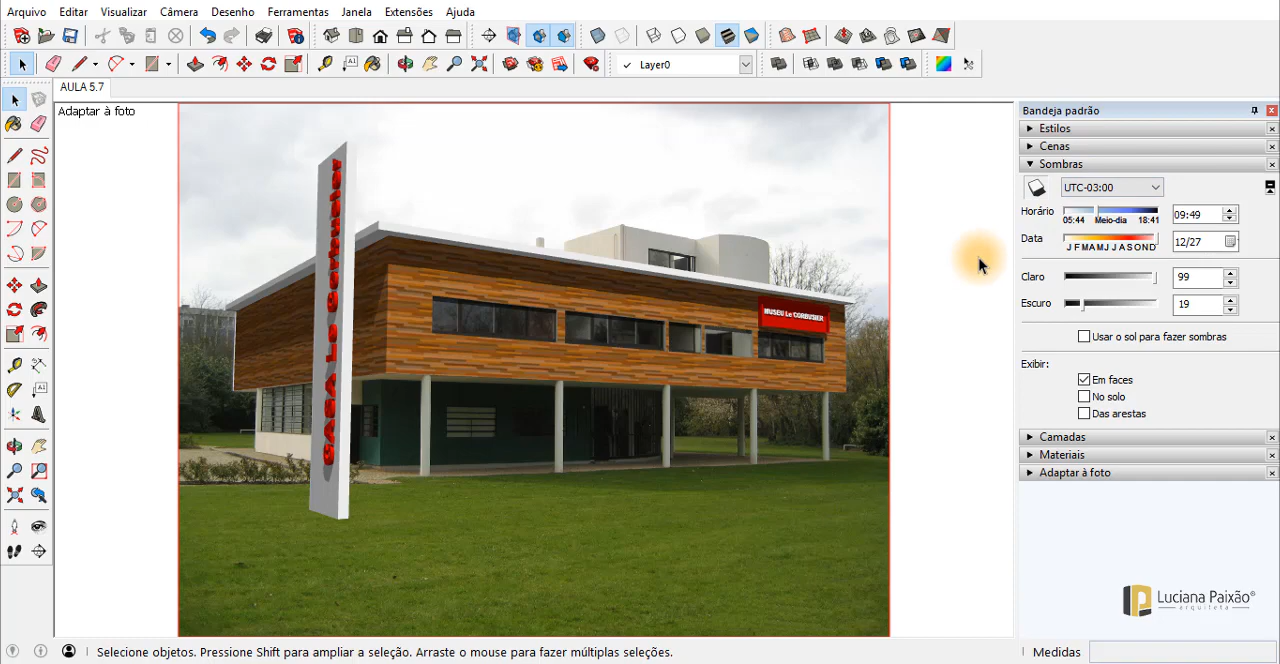 Arquivo Editar Visualizar Câmera Desenho Ferramentas Janela Extensões Ajuda
Layer0
AULA 5.7
Adaptar à foto
MUSEU Le CORBUSIER
Bandeja padrão
Estilos
Cenas
Sombras
UTC-03:00
Horário
05:44 Meio-dia 18:41
09:49
Data
J F M A M J J A S O N D
12/27
Claro
99
Escuro
19
Usar o sol para fazer sombras
Exibir:
Em faces
No solo
Das arestas
Camadas
Materiais
Adaptar à foto
Luciana Paixão®
arquiteta
Selecione objetos. Pressione Shift para ampliar a seleção. Arraste o mouse para fazer múltiplas seleções.
Medidas